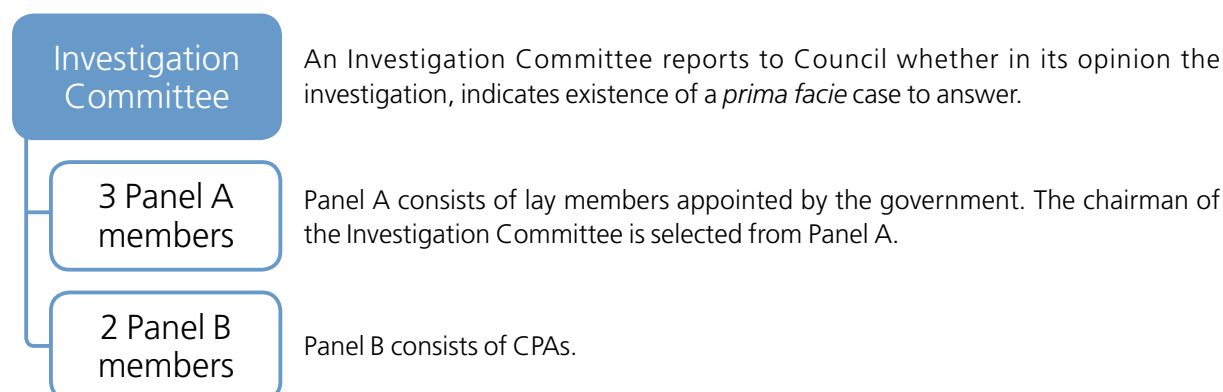 Investigation
Committee
An Investigation Committee reports to Council whether in its opinion the
investigation, indicates existence of a prima facie case to answer.
3 Panel A
members
Panel A consists of lay members appointed by the government. The chairman of
the Investigation Committee is selected from Panel A.
2 Panel B
members
Panel B consists of CPAs.